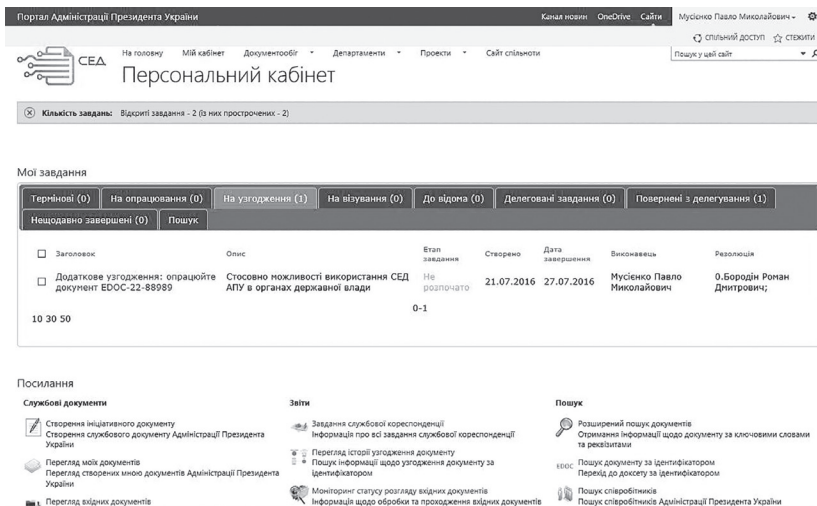 Портал Адміністрації Президента України
Канал новин OneDrive Сайти Мусієнко Павло Миколайович
СПІЛЬНИЙ ДОСТУП СТЕЖИТИ
СЕД
На головну Мій кабінет Документообіг Департаменти Проекти Сайт спільноти
Пошук у цей сайт
Персональний кабінет
Кількість завдань: Відкриті завдання - 2 (із них прострочених - 2)
Мої завдання
Термінові (0) На опрацювання (0) На узгодження (1) На візування (0) До відома (0) Делеговані завдання (0) Повернені з делегування (1)
Нещодавно завершені (0) Пошук
Заголовок Опис Етап завдання Створено Дата завершення Виконавець Резолюція
Додаткове узгодження: опрацюйте документ EDOC-22-88989 Стосовно можливості використання СЕД АПУ в органах державної влади Не розпочато 21.07.2016 27.07.2016 Мусієнко Павло Миколайович 0.Бородін Роман Дмитрович;
0-1
10 30 50
Посилання
Службові документи
Створення ініціативного документу
Створення службового документу Адміністрації Президента
України
Перегляд моїх документів
Перегляд створених мною документів Адміністрації Президента
України
Перегляд вхідних документів
Звіти
Завдання службової кореспонденції
Інформація про всі завдання службової кореспонденції
Перегляд історії узгодження документу
Пошук інформації щодо узгодження документу за
ідентифікатором
Моніторинг статусу розгляду вхідних документів
Інформація щодо обробки та проходження вхідних документів
Пошук
Розширений пошук документів
Отримання інформації щодо документу за ключовими словами
та реквізитами
EDOC Пошук документу за ідентифікатором
Перехід до доксету за ідентифікатором
Пошук співробітників
Пошук співробітників Адміністрації Президента України